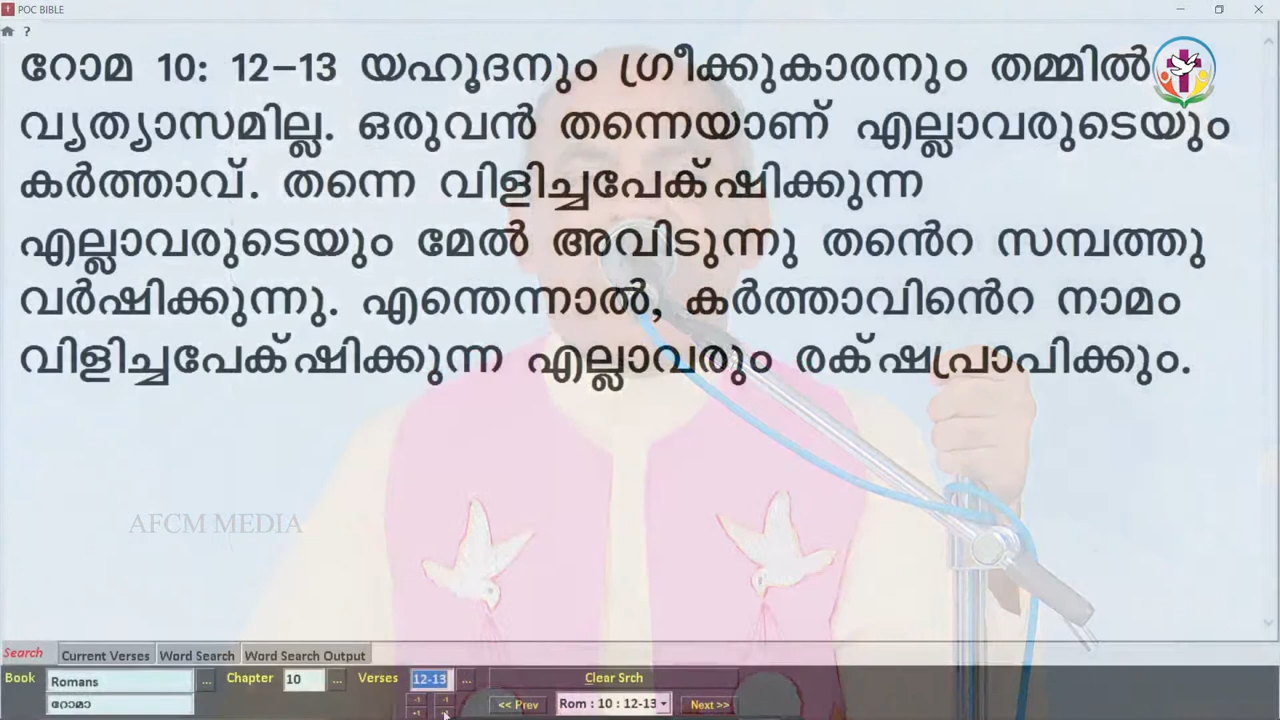 POC BIBLE
?
റോമ 10: 12-13 യഹൂദനും ഗ്രീക്കുകാരനും തമ്മിൽ
വ്യത്യാസമില്ല. ഒരുവൻ തന്നെയാണ് എല്ലാവരുടെയും
കർത്താവ്. തന്നെ വിളിച്ചപേക്ഷിക്കുന്ന
എല്ലാവരുടെയും മേൽ അവിടുന്നു തൻെറ സമ്പത്തു
വർഷിക്കുന്നു. എന്തെന്നാൽ, കർത്താവിൻെറ നാമം
വിളിച്ചപേക്ഷിക്കുന്ന എല്ലാവരും രക്ഷപ്രാപിക്കും.
AFCM MEDIA
Search Current Verses Word Search Word Search Output
Book Romans ... Chapter 10 ... Verses 12-13 ... Clear Srch
റോമാ << Prev Rom : 10 : 12-13 Next >>